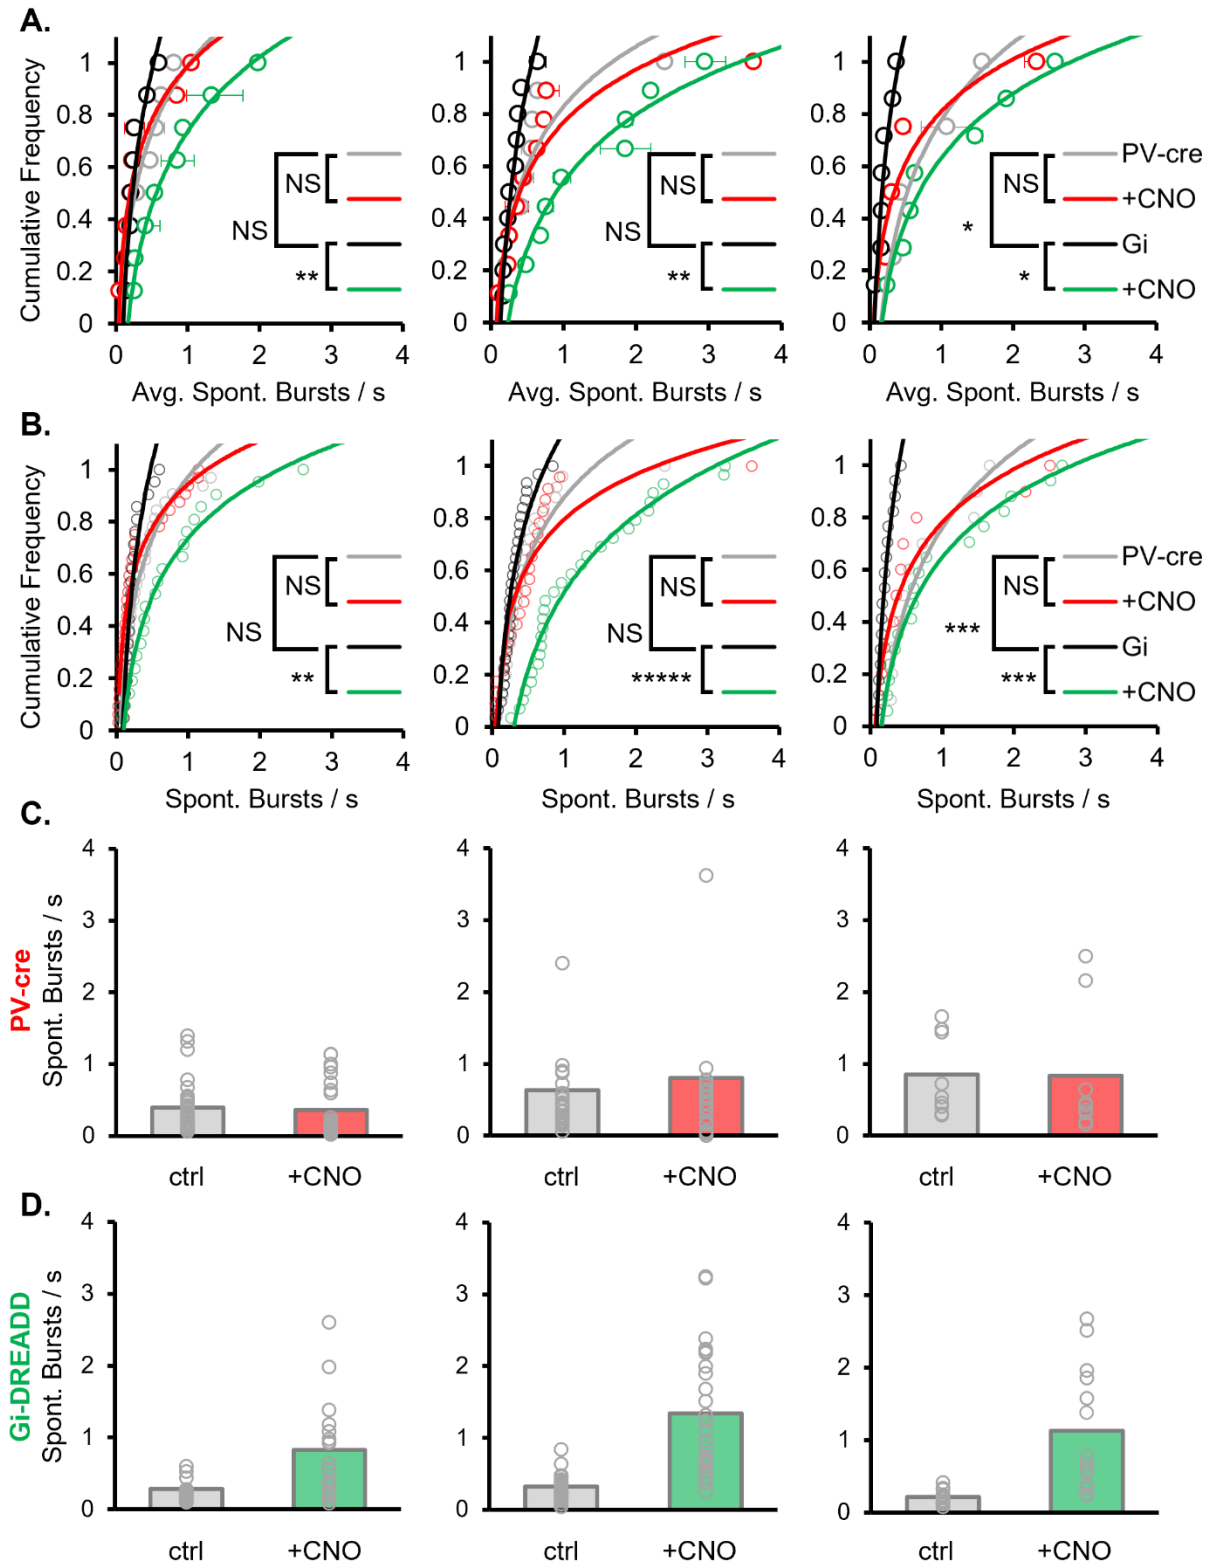 A.
Cumulative Frequency
1
0.8
0.6
0.4
0.2
0
NS
NS
**
0 1 2 3 4
Avg. Spont. Bursts / s
1
0.8
0.6
0.4
0.2
0
NS
NS
**
0 1 2 3 4
Avg. Spont. Bursts / s
1
0.8
0.6
0.4
0.2
0
NS
*
*
PV-cre
+CNO
Gi
+CNO
0 1 2 3 4
Avg. Spont. Bursts / s
B.
Cumulative Frequency
1
0.8
0.6
0.4
0.2
0
NS
NS
**
0 1 2 3 4
Spont. Bursts / s
1
0.8
0.6
0.4
0.2
0
NS
NS
*****
0 1 2 3 4
Spont. Bursts / s
1
0.8
0.6
0.4
0.2
0
NS
***
***
PV-cre
+CNO
Gi
+CNO
0 1 2 3 4
Spont. Bursts / s
C.
PV-cre
Spont. Bursts / s
4
3
2
1
0
ctrl +CNO
4
3
2
1
0
ctrl +CNO
4
3
2
1
0
ctrl +CNO
D.
Gi-DREADD
Spont. Bursts / s
4
3
2
1
0
ctrl +CNO
4
3
2
1
0
ctrl +CNO
4
3
2
1
0
ctrl +CNO